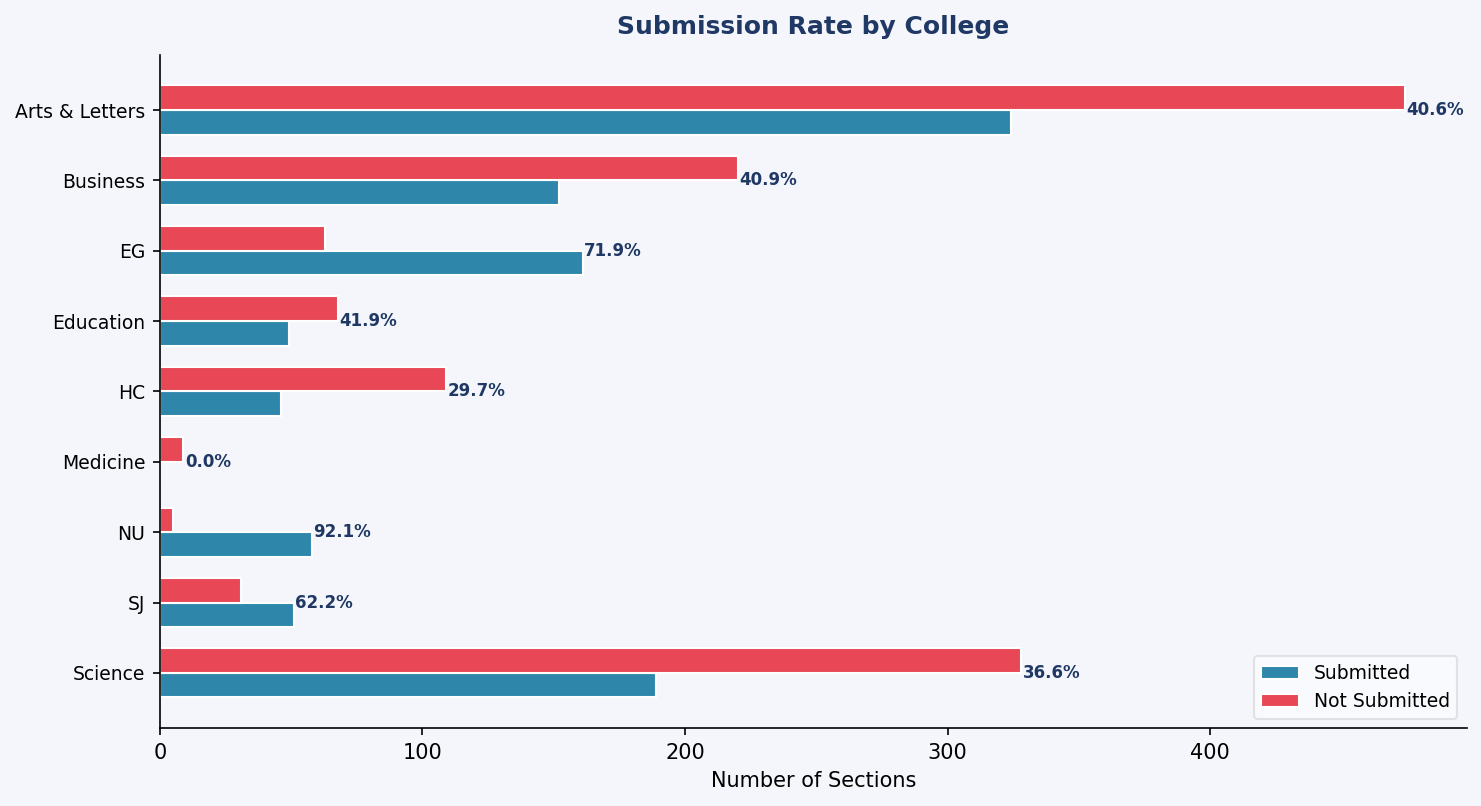 Submission Rate by College
Arts & Letters
40.6%
Business
40.9%
EG
71.9%
Education
41.9%
HC
29.7%
Medicine
0.0%
NU
92.1%
SJ
62.2%
Science
36.6%
Submitted
Not Submitted
0 100 200 300 400
Number of Sections